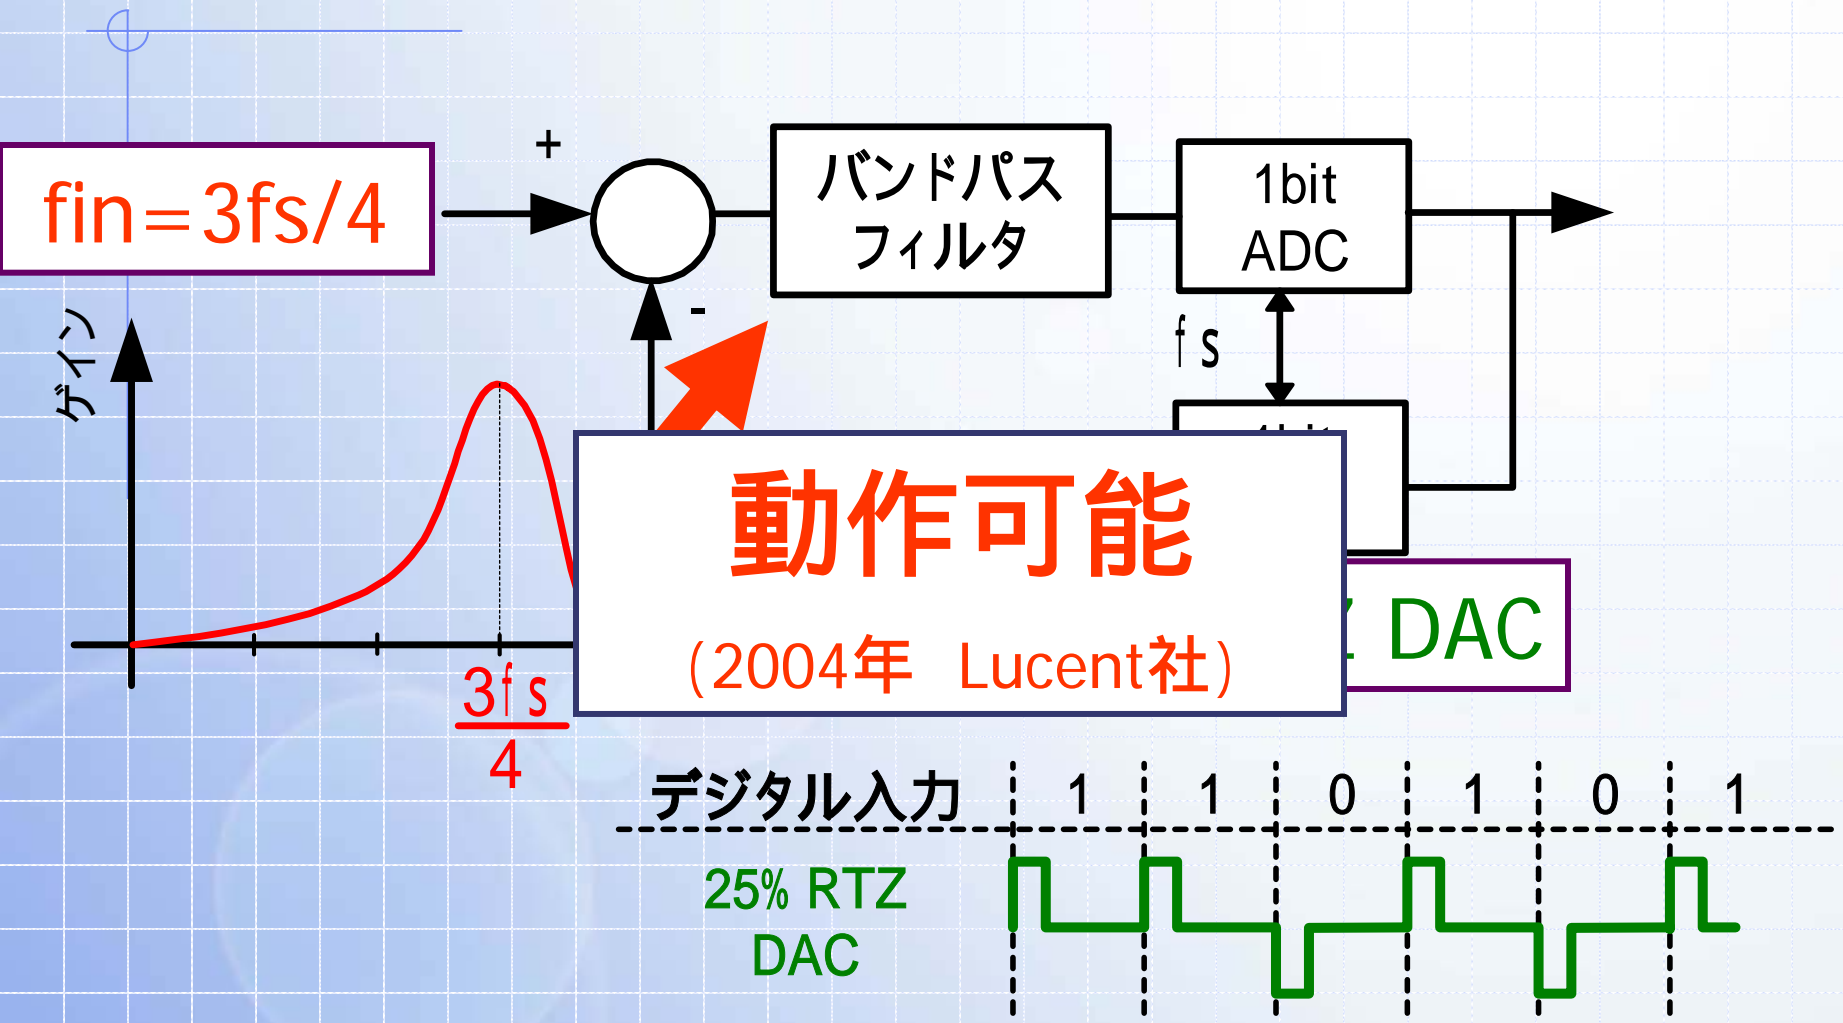 fin=3fs/4
+
-
バンドパス
フィルタ
1bit
ADC
fs
ゲイン
動作可能
(2004年 Lucent社)
DAC
3fs
4
デジタル入力 1 1 0 1 0 1
25% RTZ
DAC